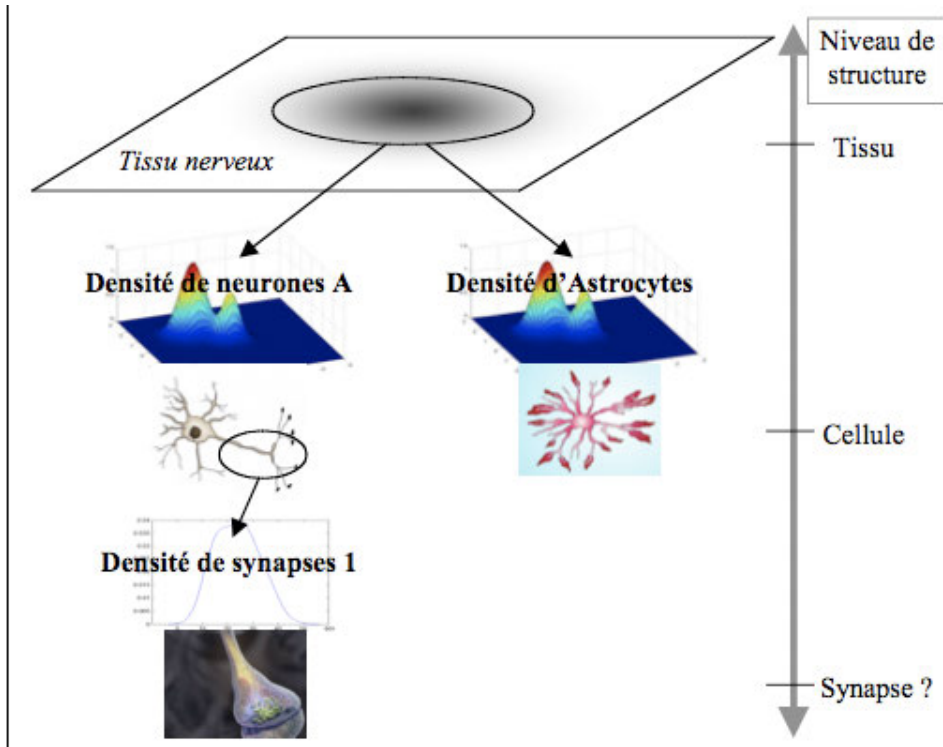 Niveau de
structure
Tissu nerveux
Tissu
Densité de neurones A
Densité d'Astrocytes
Cellule
Densité de synapses 1
Synapse ?